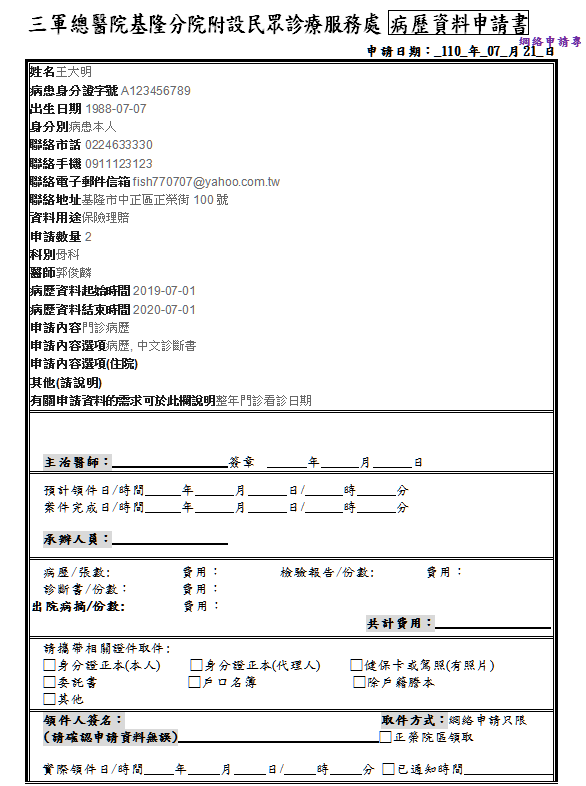 三軍總醫院基隆分院附設民眾診療服務處 病歷資料申請書
網絡申請專
申請日期：_110_年_07_月21_日
姓名王大明
病患身分證字號 A123456789
出生日期 1988-07-07
身分別病患本人
聯絡市話 0224633330
聯絡手機 0911123123
聯絡電子郵件信箱 fish770707@yahoo.com.tw
聯絡地址基隆市中正區正榮街 100 號
資料用途保險理賠
申請數量 2
科別骨科
醫師郭俊麟
病歷資料起始時間 2019-07-01
病歷資料結束時間 2020-07-01
申請內容門診病歷
申請內容選項病歷, 中文診斷書
申請內容選項(住院)
其他(請說明)
有關申請資料的需求可於此欄說明整年門診看診日期
主治醫師：________________簽章 ______年______月______日
預計領件日/時間_____年_____月_____日/_____時_____分
案件完成日/時間_____年_____月_____日/_____時_____分
承辦人員：________________
病歷/張數: 費用： 檢驗報告/份數: 費用：
診斷書/份數： 費用：
出院病摘/份數: 費用：
共計費用：________________
請攜帶相關證件取件：
□身分證正本(本人) □身分證正本(代理人) □健保卡或駕照(有照片)
□委託書 □戶口名簿 □除戶籍謄本
□其他
領件人簽名： 取件方式：網絡申請只限
(請確認申請資料無誤)________________ □正榮院區領取
實際領件日/時間____年____月____日/____時____分 □已通知時間____________